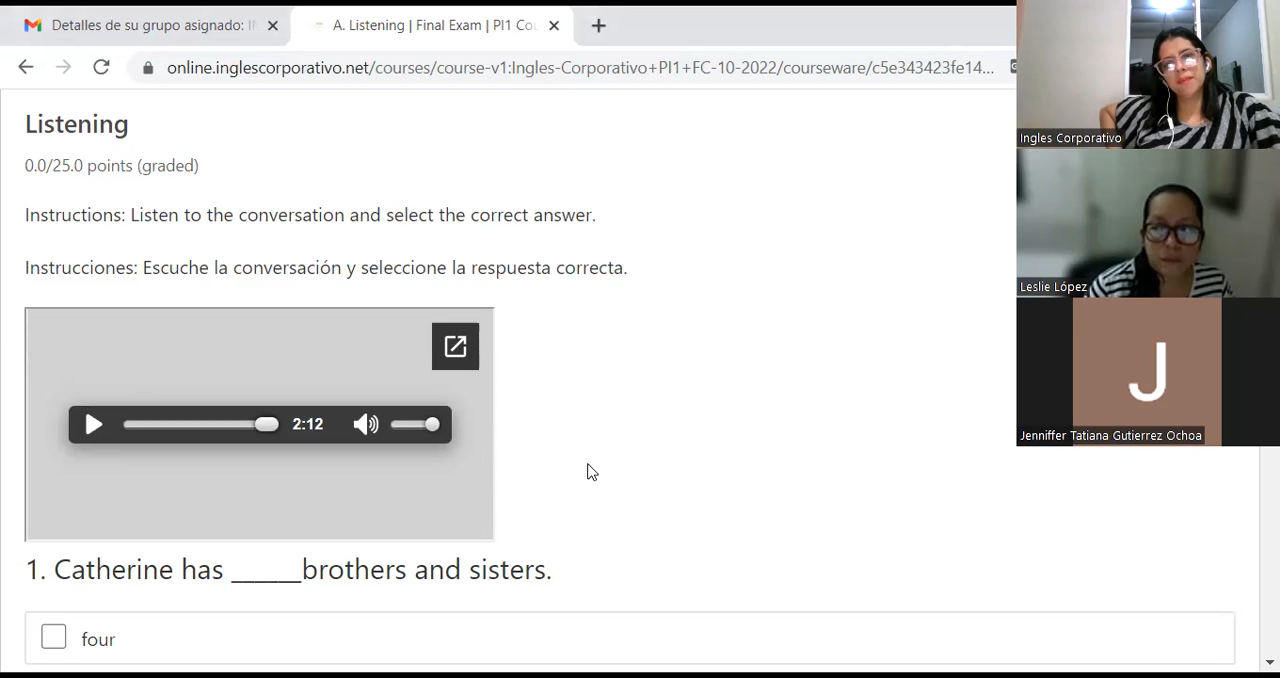 Detalles de su grupo asignado: I
A. Listening | Final Exam | PI1 Co
online.inglescorporativo.net/courses/course-v1:Ingles-Corporativo+PI1+FC-10-2022/courseware/c5e343423fe14...
Listening
0.0/25.0 points (graded)
Instructions: Listen to the conversation and select the correct answer.
Instrucciones: Escuche la conversación y seleccione la respuesta correcta.
2:12
1. Catherine has ______brothers and sisters.
four
Ingles Corporativo
Leslie López
J
Jenniffer Tatiana Gutierrez Ochoa